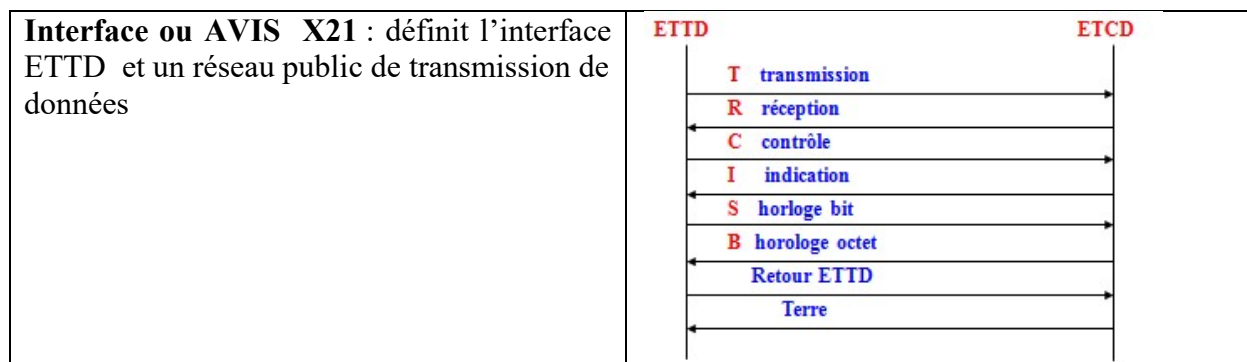 Interface ou AVIS X21 : définit l’interface
ETTD et un réseau public de transmission de
données
ETTD ETCD
T transmission
R réception
C contrôle
I indication
S horloge bit
B horologe octet
Retour ETTD
Terre